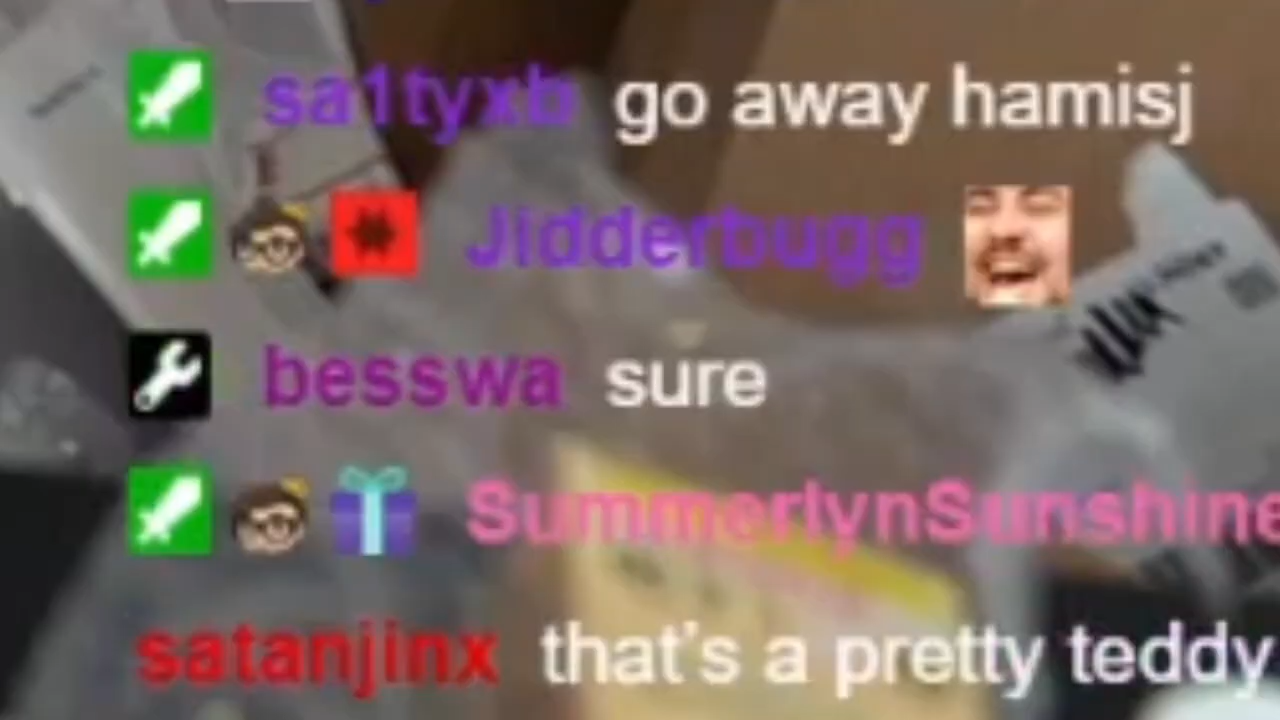 sa1tyxb go away hamisj
Jidderbugg
besswa sure
SummerlynSunshine
satanjinx that's a pretty teddy